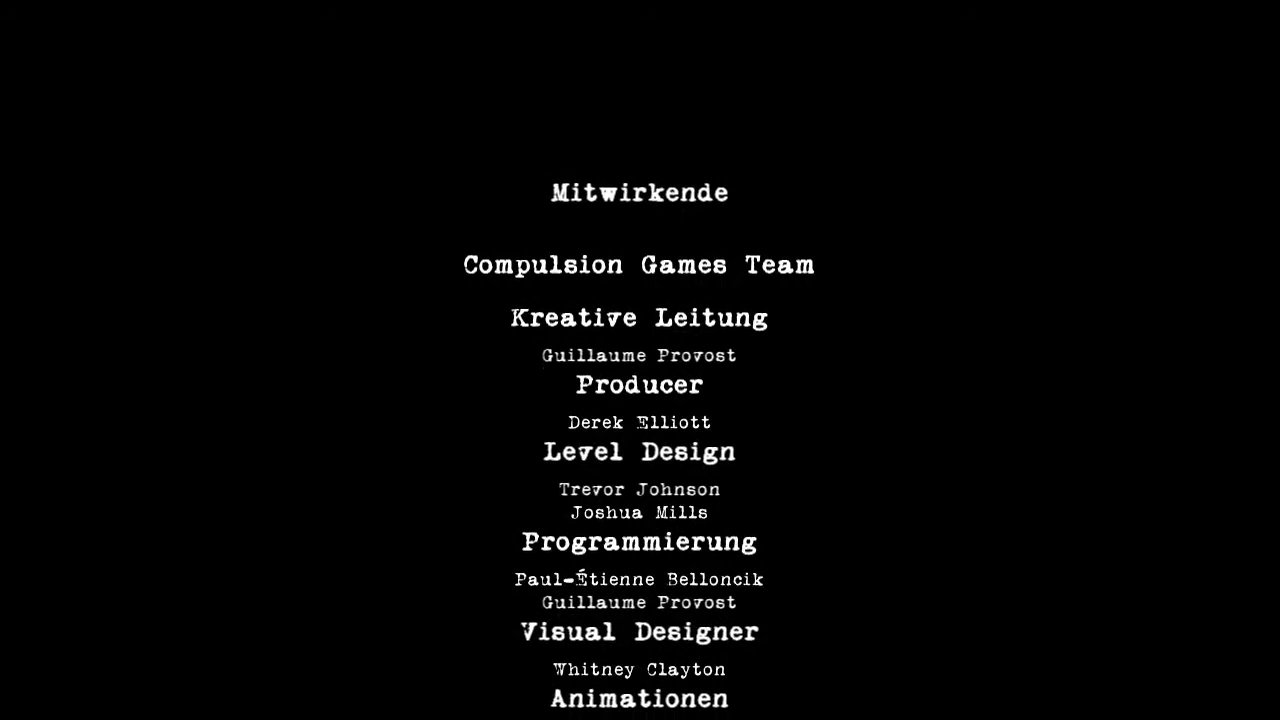 Mitwirkende
Compulsion Games Team
Kreative Leitung
Guillaume Provost
Producer
Derek Elliott
Level Design
Trevor Johnson
Joshua Mills
Programmierung
Paul-Étienne Belloncik
Guillaume Provost
Visual Designer
Whitney Clayton
Animationen